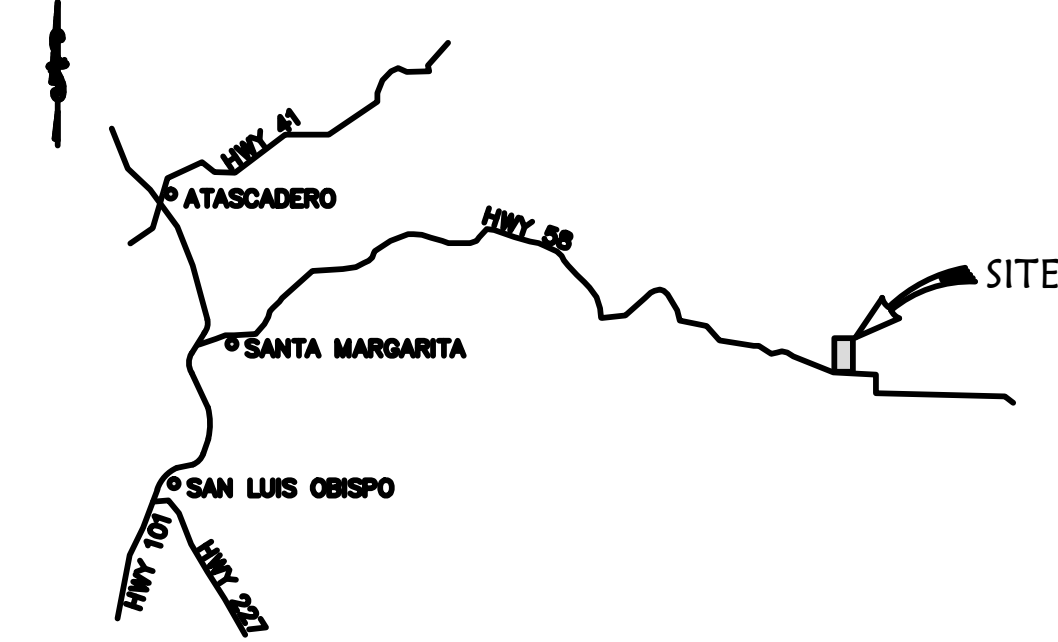 HWY 41
ATASCADERO
HWY 58
SITE
SANTA MARGARITA
SAN LUIS OBISPO
HWY 101
HWY 227